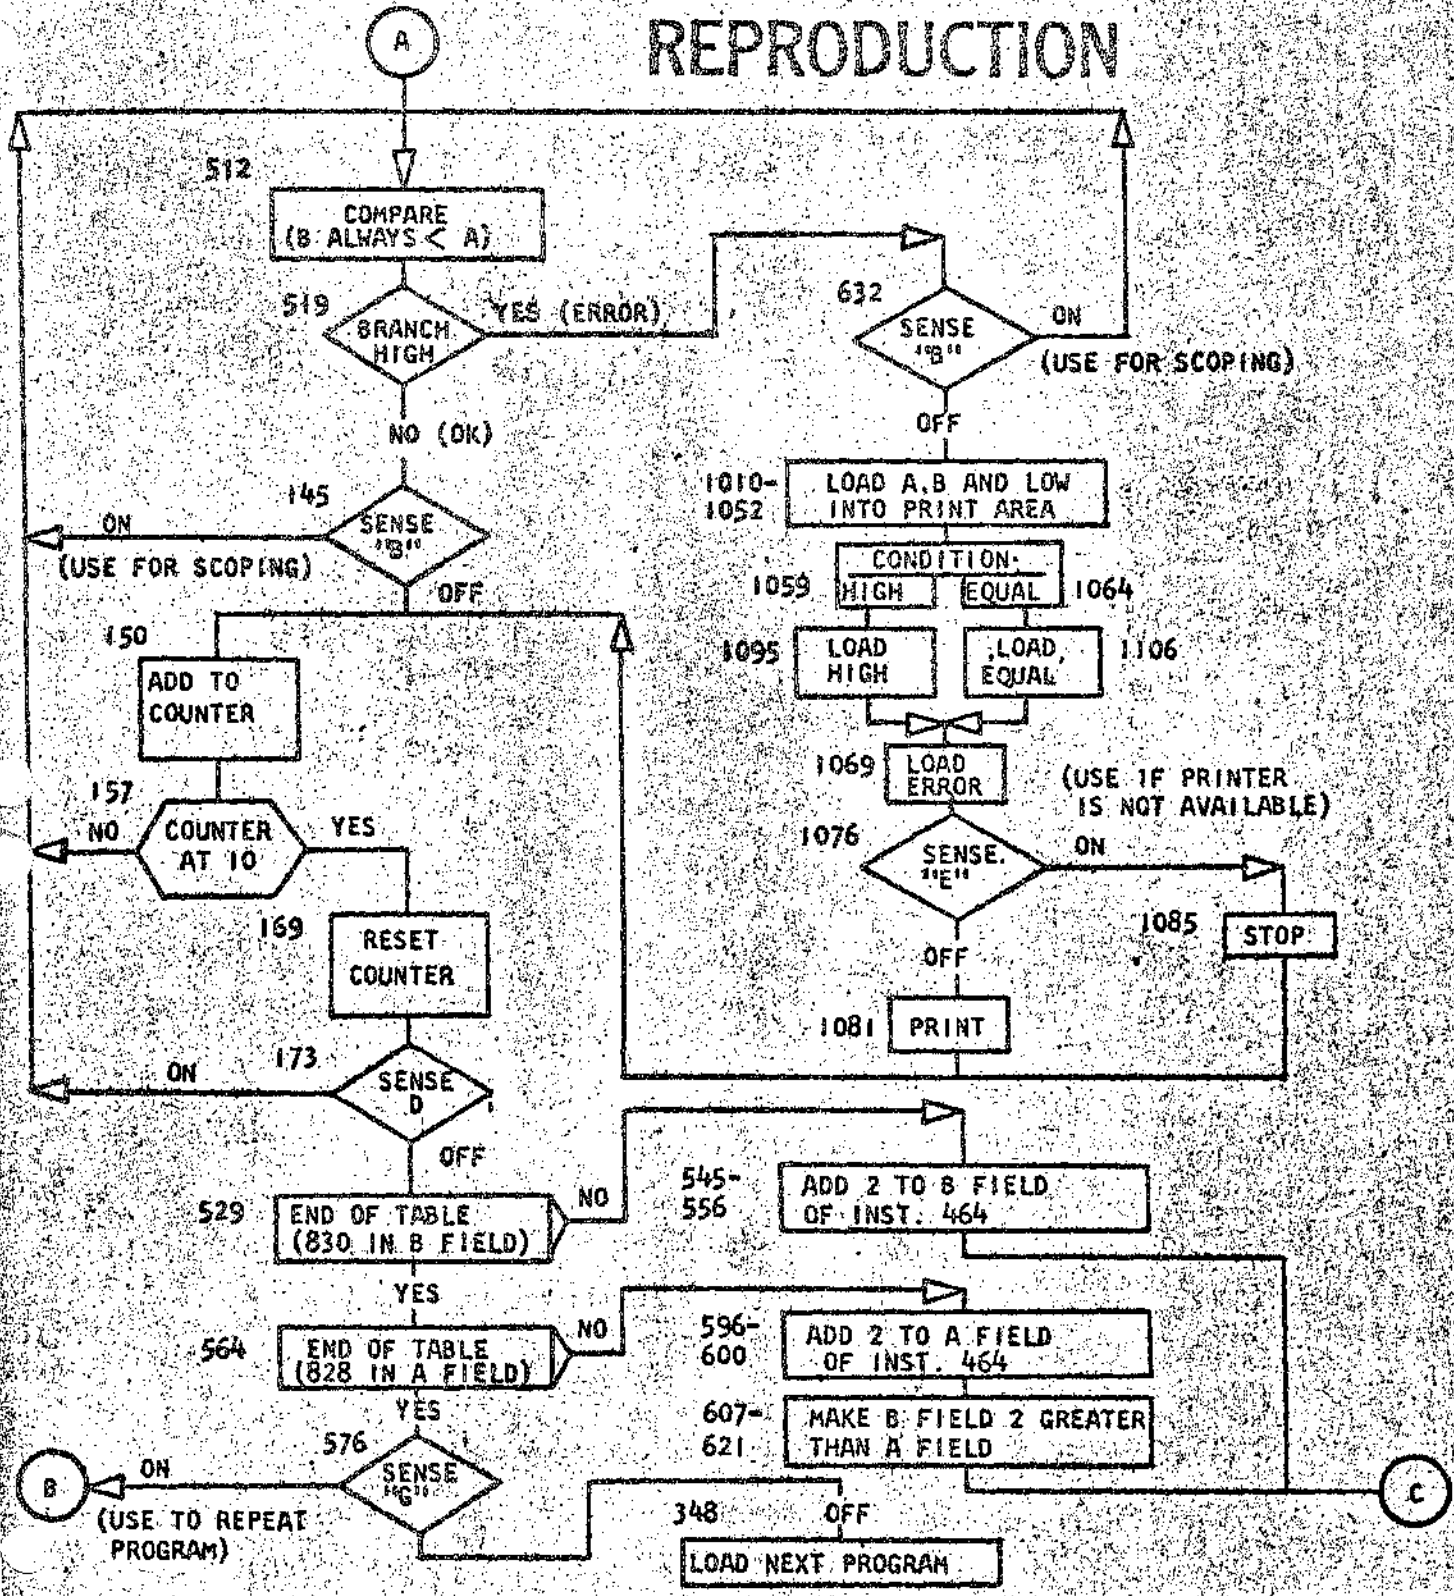 A
REPRODUCTION
512
COMPARE
(B ALWAYS < A)
519
BRANCH
HIGH
YES (ERROR)
632
SENSE
"B"
ON
(USE FOR SCOPING)
NO (OK)
OFF
145
SENSE
"B"
ON
(USE FOR SCOPING)
OFF
1010-
1052
LOAD A,B AND LOW
INTO PRINT AREA
CONDITION
1059
HIGH
EQUAL
1064
150
ADD TO
COUNTER
1095
LOAD
HIGH
LOAD
EQUAL
1106
1069
LOAD
ERROR
(USE IF PRINTER
IS NOT AVAILABLE)
157
NO
COUNTER
AT 10
YES
1076
SENSE
"E"
ON
169
RESET
COUNTER
1085
STOP
OFF
1081
PRINT
173
ON
SENSE
D
OFF
529
END OF TABLE
(830 IN B FIELD)
NO
545-
556
ADD 2 TO B FIELD
OF INST. 464
YES
564
END OF TABLE
(828 IN A FIELD)
NO
596-
600
ADD 2 TO A FIELD
OF INST. 464
YES
607-
621
MAKE B FIELD 2 GREATER
THAN A FIELD
576
SENSE
"G"
B
ON
(USE TO REPEAT
PROGRAM)
C
348
OFF
LOAD NEXT PROGRAM